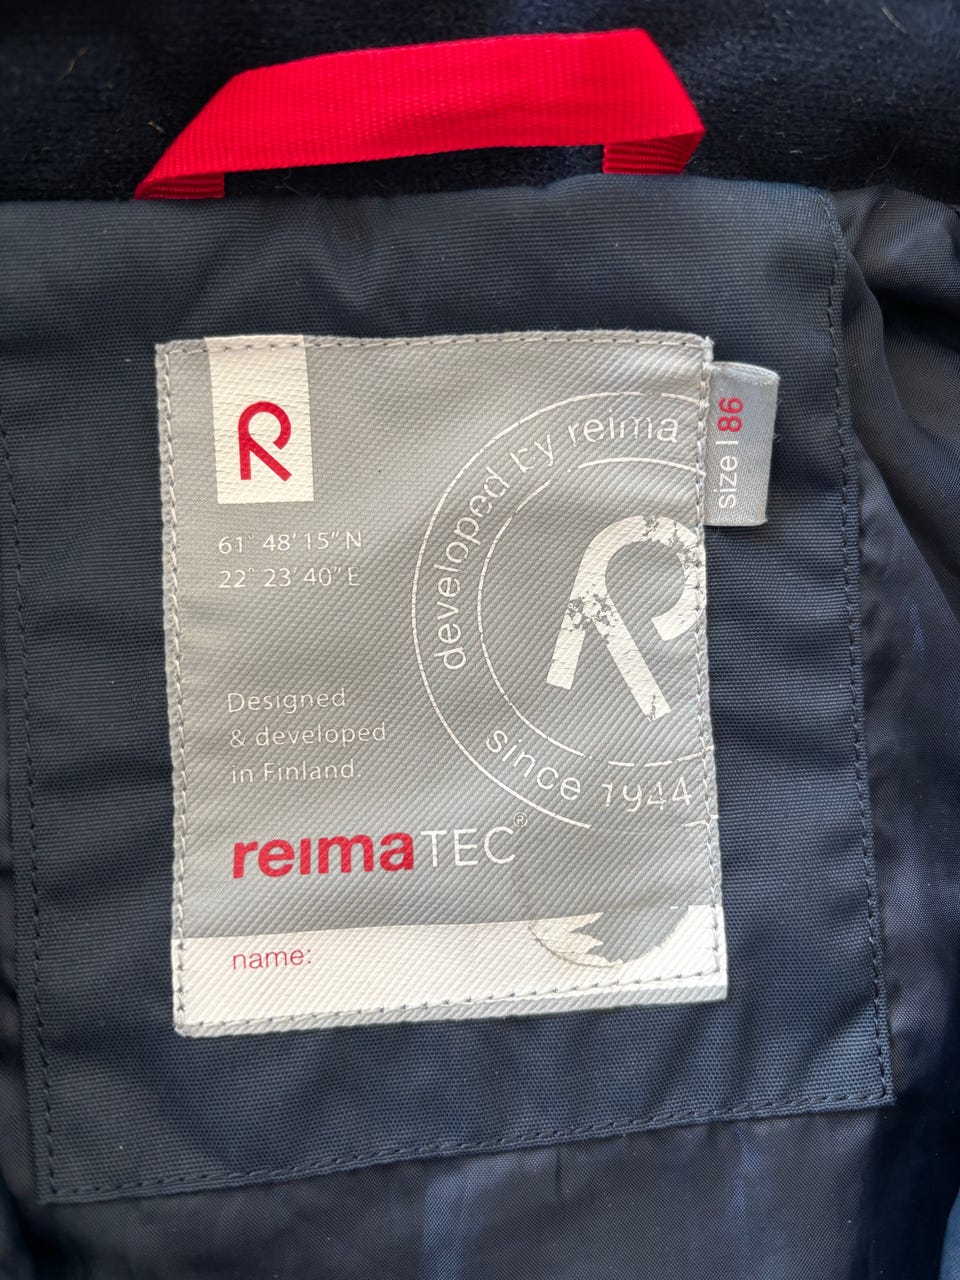 R
61° 48' 15" N
22° 23' 40" E
Designed
& developed
in Finland.
reimaTEC®
name:
developed by reima
R
since 1944
size | 86